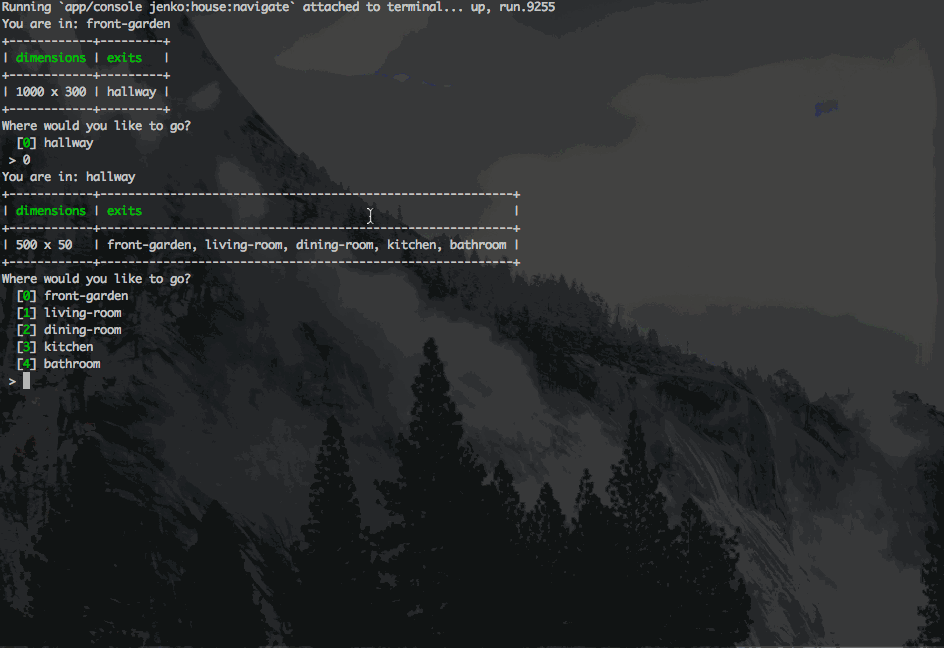 Running `app/console jenko:house:navigate` attached to terminal... up, run.9255
You are in: front-garden
+------------+---------+
| dimensions | exits   |
+------------+---------+
| 1000 x 300 | hallway |
+------------+---------+
Where would you like to go?
  [0] hallway
 > 0
You are in: hallway
+------------+-----------------------------------------------------------+
| dimensions | exits                                                     |
+------------+-----------------------------------------------------------+
| 500 x 50   | front-garden, living-room, dining-room, kitchen, bathroom |
+------------+-----------------------------------------------------------+
Where would you like to go?
  [0] front-garden
  [1] living-room
  [2] dining-room
  [3] kitchen
  [4] bathroom
 >